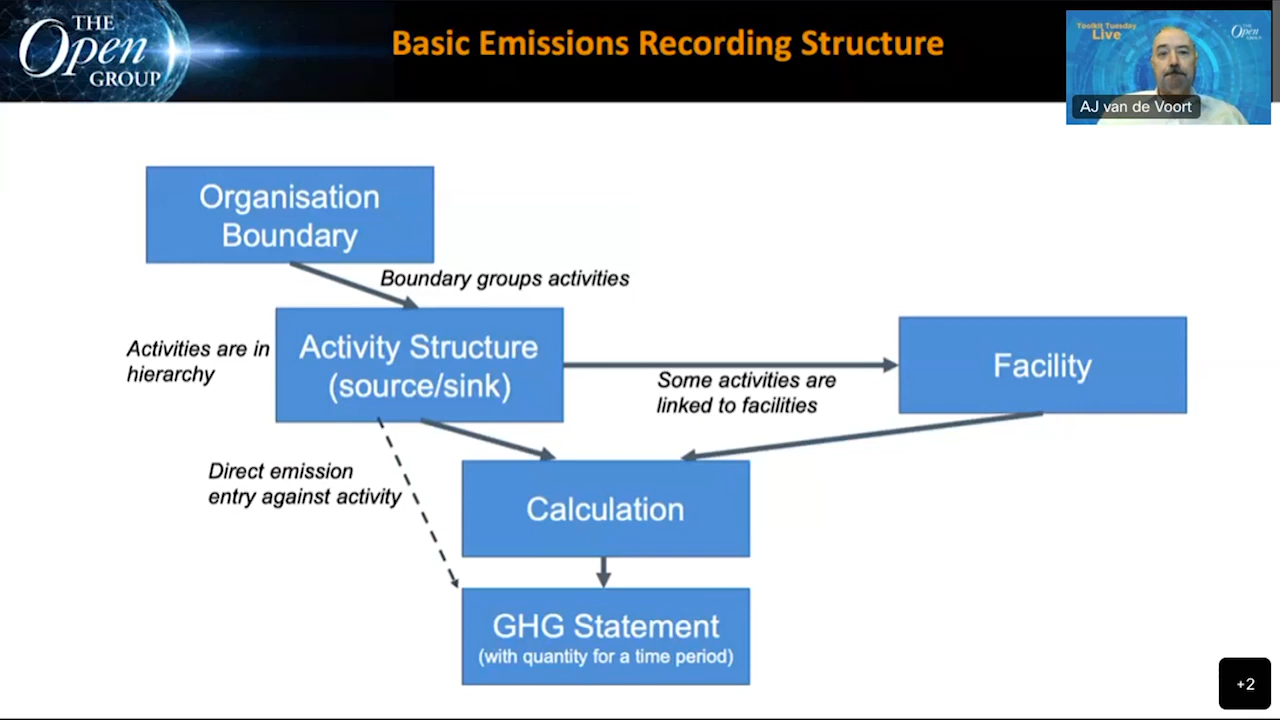 THE
Open
GROUP
Basic Emissions Recording Structure
Toolkit Tuesday
Live
THE
Open
GROUP
AJ van de Voort
Organisation
Boundary
Boundary groups activities
Activities are in
hierarchy
Activity Structure
(source/sink)
Some activities are
linked to facilities
Facility
Direct emission
entry against activity
Calculation
GHG Statement
(with quantity for a time period)
+2